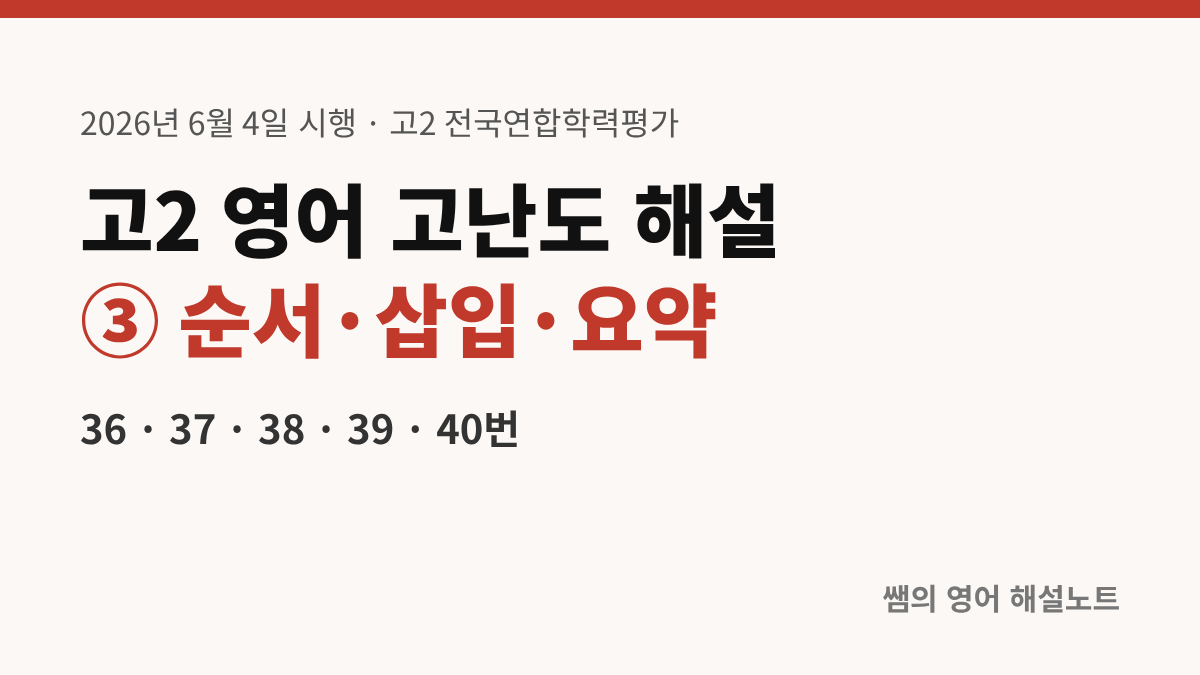 2026년 6월 4일 시행 · 고2 전국연합학력평가
고2 영어 고난도 해설
③ 순서·삽입·요약
36 · 37 · 38 · 39 · 40번
쌤의 영어 해설노트